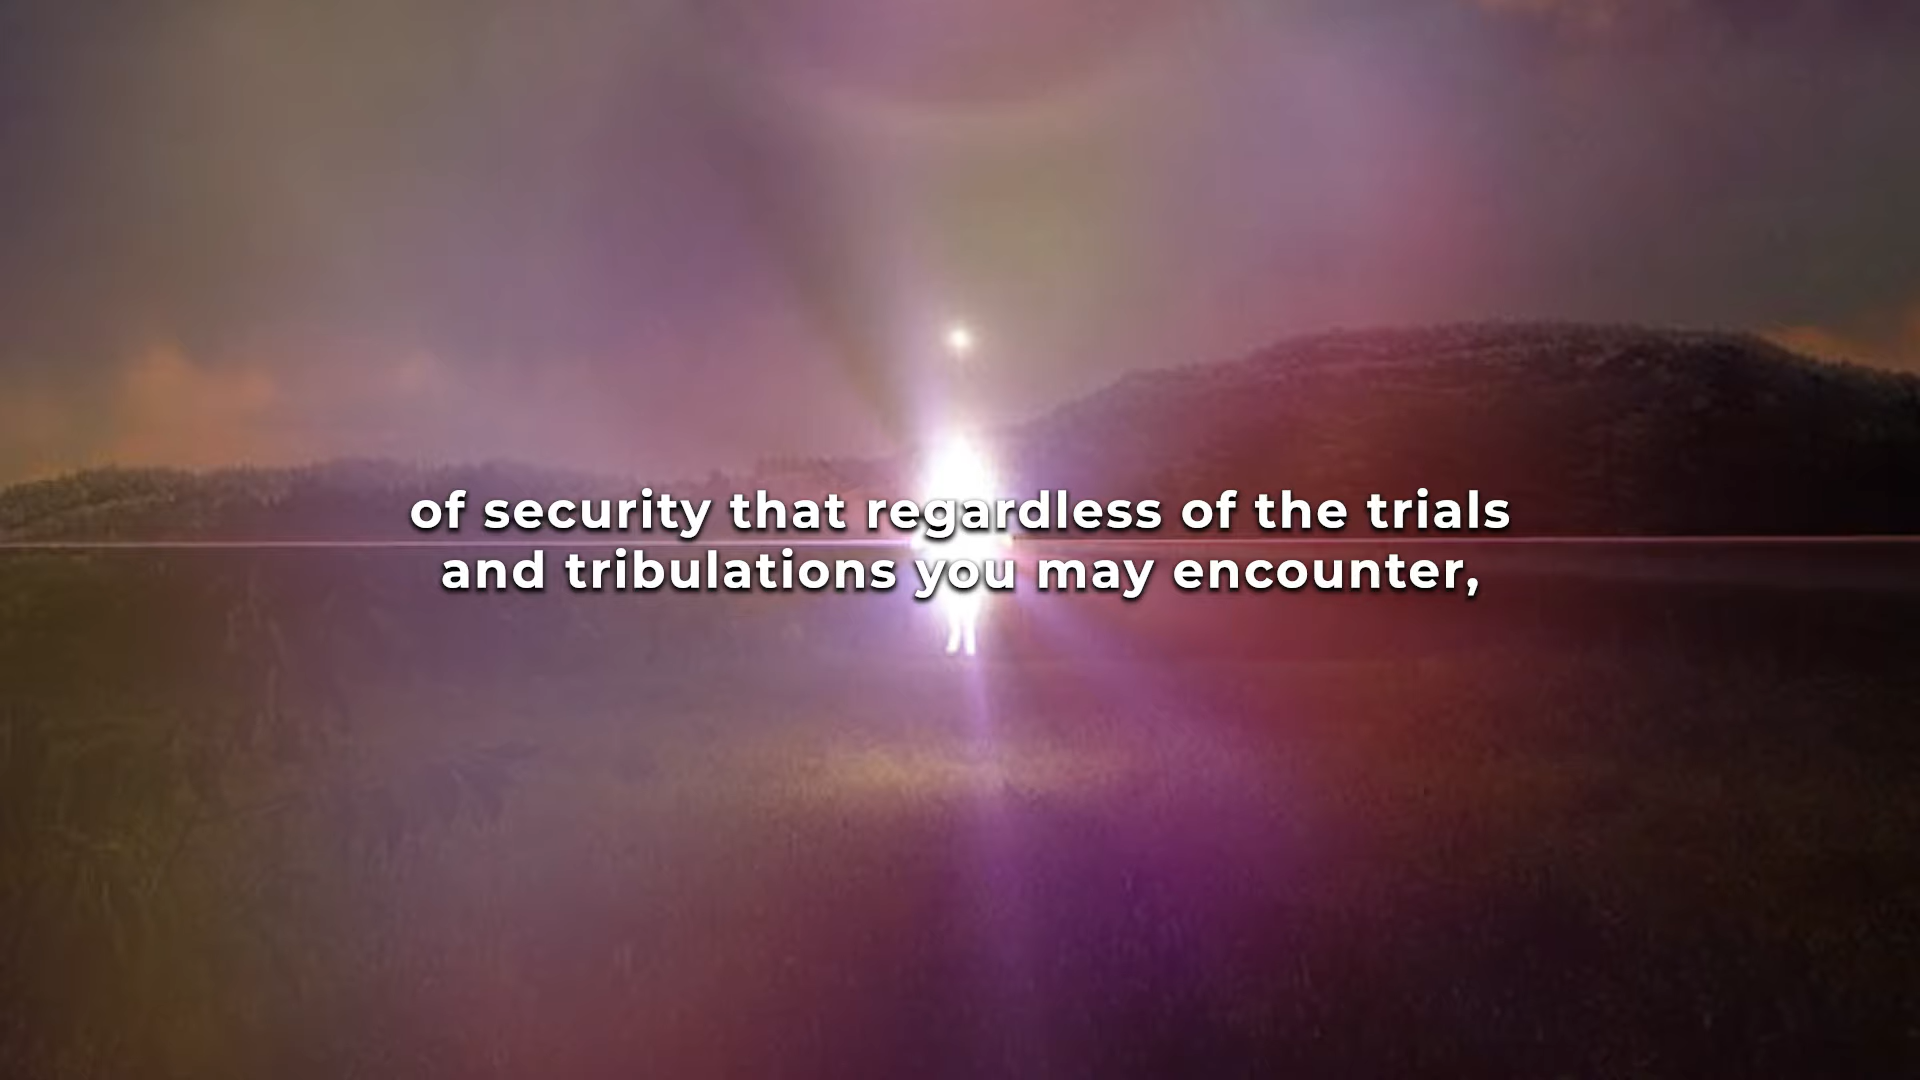 of security that regardless of the trials
and tribulations you may encounter,